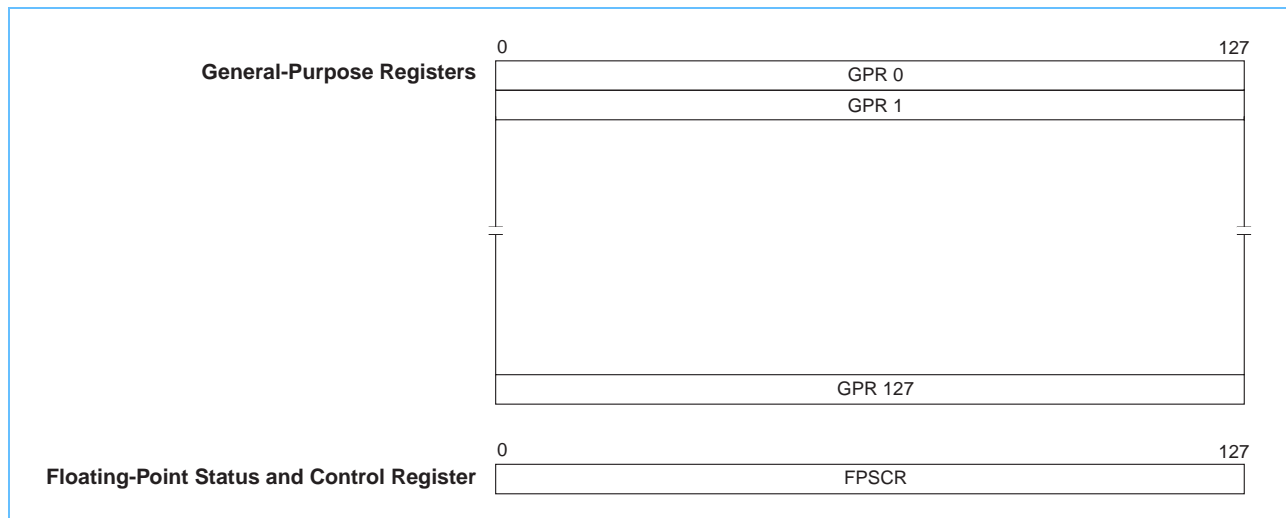 0 127
General-Purpose Registers GPR 0
GPR 1
GPR 127
0 127
Floating-Point Status and Control Register FPSCR